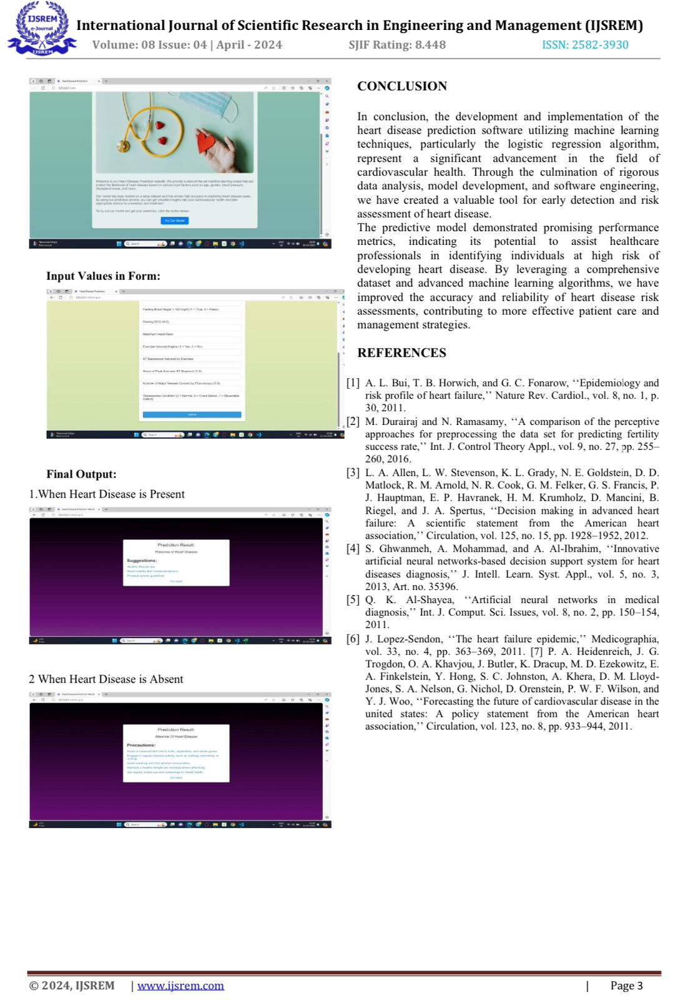 IJSREM
e-Journal
IJSREM
International Journal of Scientific Research in Engineering and Management (IJSREM)
Volume: 08 Issue: 04 | April - 2024 SJIF Rating: 8.448 ISSN: 2582-3930
Heart Disease Prediction
Welcome to our Heart Disease Prediction website. We provide a state-of-the-art machine learning model that can
predict the likelihood of heart disease based on various input factors such as age, gender, blood pressure,
cholesterol levels, and more.
Our model has been trained on a large dataset and has shown high accuracy in predicting heart disease cases.
By using our prediction service, you can get valuable insights into your cardiovascular health and take
appropriate actions for prevention and treatment.
To try out our model and get your prediction, click the button below:
Try Our Model
Search
Input Values in Form:
Heart Disease Prediction
Fasting Blood Sugar > 120 mg/dl (1 = True, 0 = False)
Resting ECG (0-2):
Maximum Heart Rate:
Exercise Induced Angina (1 = Yes, 0 = No)
ST Depression Induced by Exercise:
Slope of Peak Exercise ST Segment (1-3):
Number of Major Vessels Colored by Fluoroscopy (0-3):
Thalassemia Condition (3 = Normal, 6 = Fixed Defect, 7 = Reversible
Defect):
Submit
Search
Final Output:
1.When Heart Disease is Present
Heart Disease Prediction Result
Prediction Result:
Presence of Heart Disease
Suggestions:
Healthy lifestyle tips
Heart-healthy diet recommendations
Physical activity guidelines
Go back
Search
2 When Heart Disease is Absent
Heart Disease Prediction Result
Prediction Result:
Absence Of Heart Disease
Precautions:
Adopt a balanced diet rich in fruits, vegetables, and whole grains.
Engage in regular physical activity, such as walking, swimming, or
cycling.
Avoid smoking and limit alcohol consumption.
Maintain a healthy weight and manage stress effectively.
Get regular check-ups and screenings for heart health.
Go back
Search
CONCLUSION
In conclusion, the development and implementation of the
heart disease prediction software utilizing machine learning
techniques, particularly the logistic regression algorithm,
represent a significant advancement in the field of
cardiovascular health. Through the culmination of rigorous
data analysis, model development, and software engineering,
we have created a valuable tool for early detection and risk
assessment of heart disease.
The predictive model demonstrated promising performance
metrics, indicating its potential to assist healthcare
professionals in identifying individuals at high risk of
developing heart disease. By leveraging a comprehensive
dataset and advanced machine learning algorithms, we have
improved the accuracy and reliability of heart disease risk
assessments, contributing to more effective patient care and
management strategies.
REFERENCES
[1] A. L. Bui, T. B. Horwich, and G. C. Fonarow, ‘‘Epidemiology and
risk profile of heart failure,’’ Nature Rev. Cardiol., vol. 8, no. 1, p.
30, 2011.
[2] M. Durairaj and N. Ramasamy, ‘‘A comparison of the perceptive
approaches for preprocessing the data set for predicting fertility
success rate,’’ Int. J. Control Theory Appl., vol. 9, no. 27, pp. 255–
260, 2016.
[3] L. A. Allen, L. W. Stevenson, K. L. Grady, N. E. Goldstein, D. D.
Matlock, R. M. Arnold, N. R. Cook, G. M. Felker, G. S. Francis, P.
J. Hauptman, E. P. Havranek, H. M. Krumholz, D. Mancini, B.
Riegel, and J. A. Spertus, ‘‘Decision making in advanced heart
failure: A scientific statement from the American heart
association,’’ Circulation, vol. 125, no. 15, pp. 1928–1952, 2012.
[4] S. Ghwanmeh, A. Mohammad, and A. Al-Ibrahim, ‘‘Innovative
artificial neural networks-based decision support system for heart
diseases diagnosis,’’ J. Intell. Learn. Syst. Appl., vol. 5, no. 3,
2013, Art. no. 35396.
[5] Q. K. Al-Shayea, ‘‘Artificial neural networks in medical
diagnosis,’’ Int. J. Comput. Sci. Issues, vol. 8, no. 2, pp. 150–154,
2011.
[6] J. Lopez-Sendon, ‘‘The heart failure epidemic,’’ Medicographia,
vol. 33, no. 4, pp. 363–369, 2011. [7] P. A. Heidenreich, J. G.
Trogdon, O. A. Khavjou, J. Butler, K. Dracup, M. D. Ezekowitz, E.
A. Finkelstein, Y. Hong, S. C. Johnston, A. Khera, D. M. Lloyd-
Jones, S. A. Nelson, G. Nichol, D. Orenstein, P. W. F. Wilson, and
Y. J. Woo, ‘‘Forecasting the future of cardiovascular disease in the
united states: A policy statement from the American heart
association,’’ Circulation, vol. 123, no. 8, pp. 933–944, 2011.
© 2024, IJSREM | www.ijsrem.com | Page 3